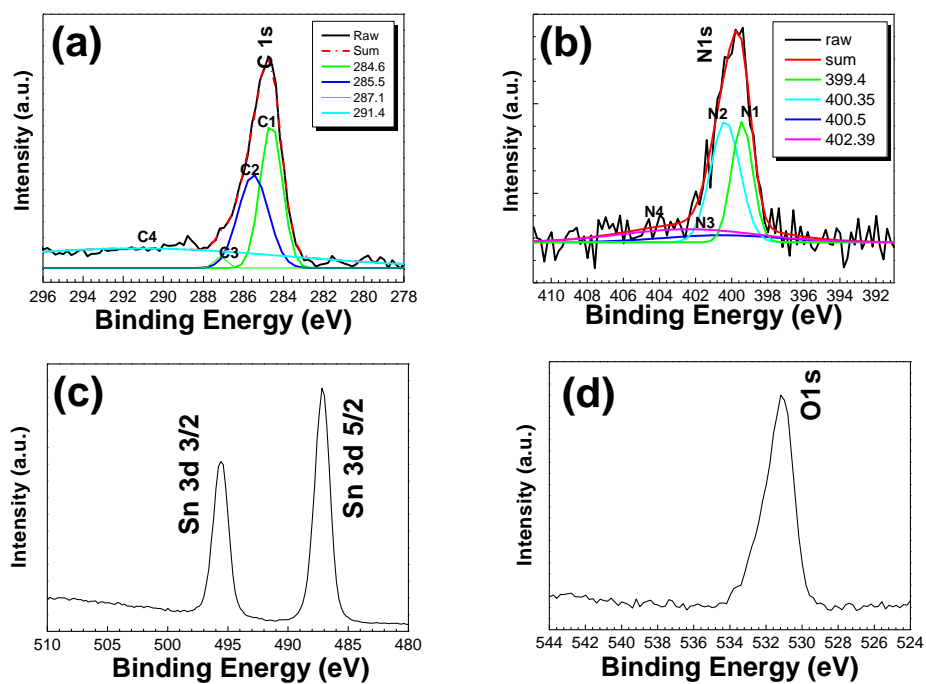 (a)
C 1s
Raw
Sum
284.6
285.5
287.1
291.4
C1
C2
C3
C4
Intensity (a.u.)
296 294 292 290 288 286 284 282 280 278
Binding Energy (eV)
(b)
N1s
raw
sum
399.4
400.35
400.5
402.39
N2
N1
N4
N3
Intensity (a.u.)
410 408 406 404 402 400 398 396 394 392
Binding Energy (eV)
(c)
Sn 3d 3/2
Sn 3d 5/2
Intensity (a.u.)
510 505 500 495 490 485 480
Binding Energy (eV)
(d)
O1s
Intensity (a.u.)
544 542 540 538 536 534 532 530 528 526 524
Binding Energy (eV)